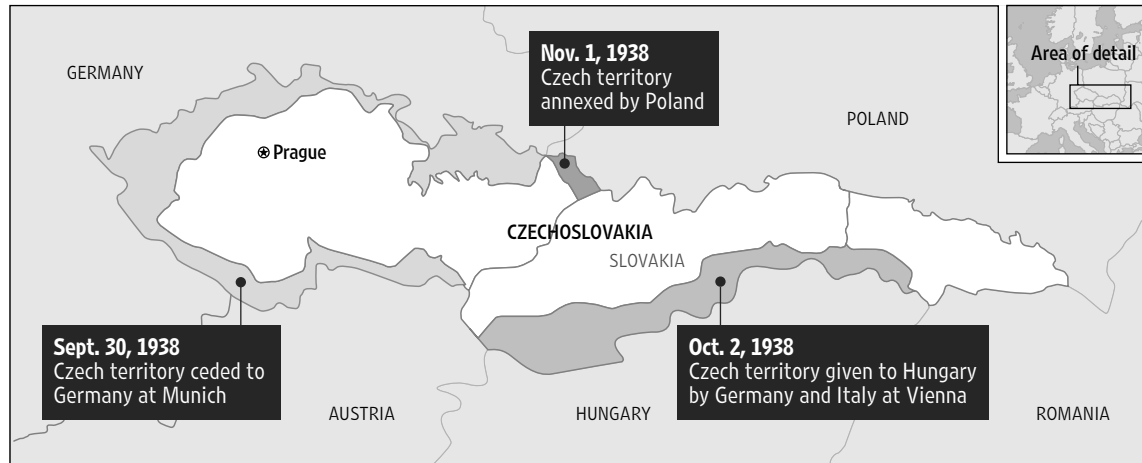 GERMANY
Nov. 1, 1938
Czech territory
annexed by Poland
POLAND
Area of detail
Prague
CZECHOSLOVAKIA
SLOVAKIA
Sept. 30, 1938
Czech territory ceded to
Germany at Munich
Oct. 2, 1938
Czech territory given to Hungary
by Germany and Italy at Vienna
AUSTRIA
HUNGARY
ROMANIA